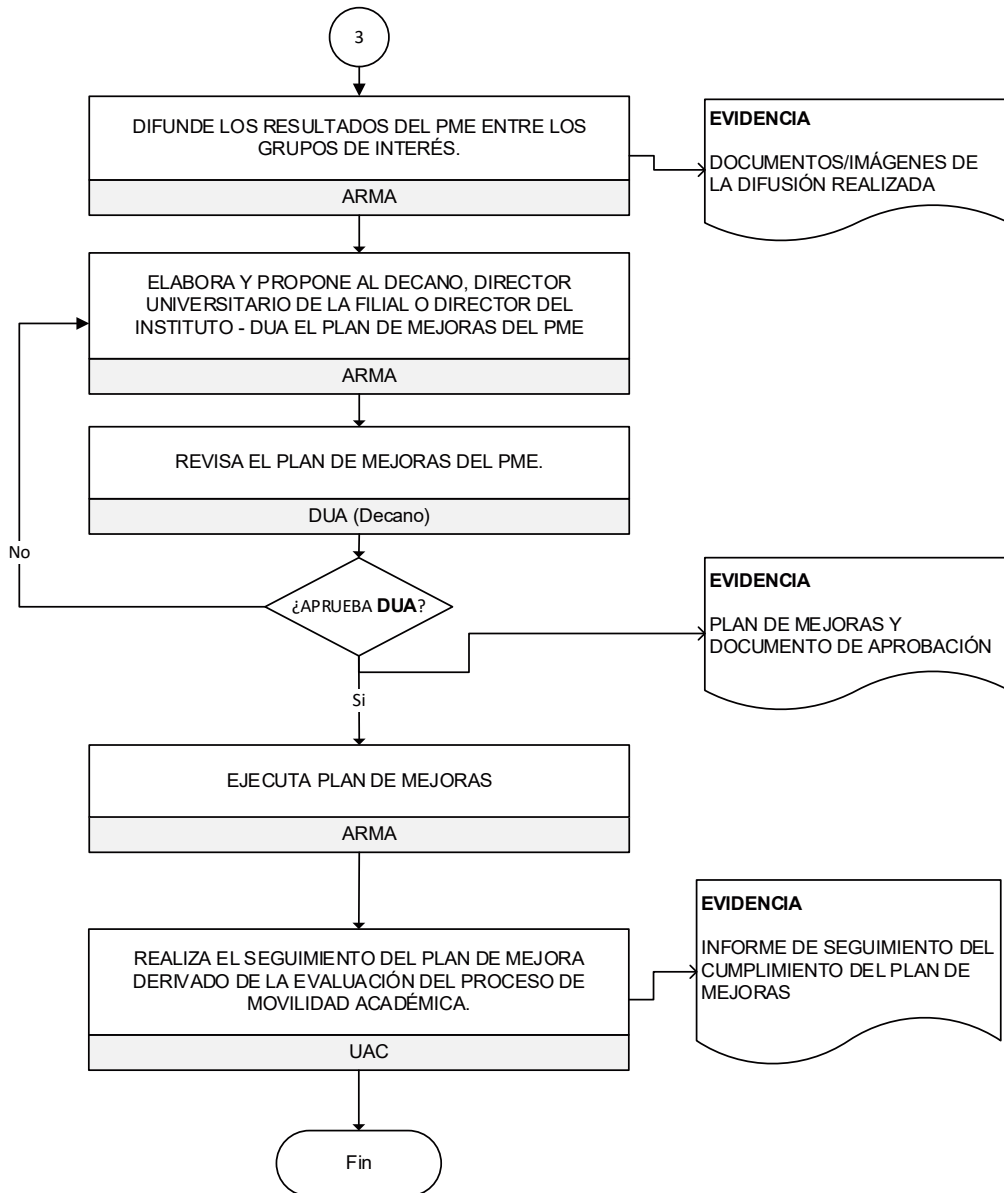 3
DIFUNDE LOS RESULTADOS DEL PME ENTRE LOS
GRUPOS DE INTERÉS.
ARMA
EVIDENCIA
DOCUMENTOS/IMÁGENES DE
LA DIFUSIÓN REALIZADA
ELABORA Y PROPONE AL DECANO, DIRECTOR
UNIVERSITARIO DE LA FILIAL O DIRECTOR DEL
INSTITUTO - DUA EL PLAN DE MEJORAS DEL PME
ARMA
REVISA EL PLAN DE MEJORAS DEL PME.
DUA (Decano)
No
¿APRUEBA DUA?
EVIDENCIA
PLAN DE MEJORAS Y
DOCUMENTO DE APROBACIÓN
Si
EJECUTA PLAN DE MEJORAS
ARMA
REALIZA EL SEGUIMIENTO DEL PLAN DE MEJORA
DERIVADO DE LA EVALUACIÓN DEL PROCESO DE
MOVILIDAD ACADÉMICA.
UAC
EVIDENCIA
INFORME DE SEGUIMIENTO DEL
CUMPLIMIENTO DEL PLAN DE
MEJORAS
Fin